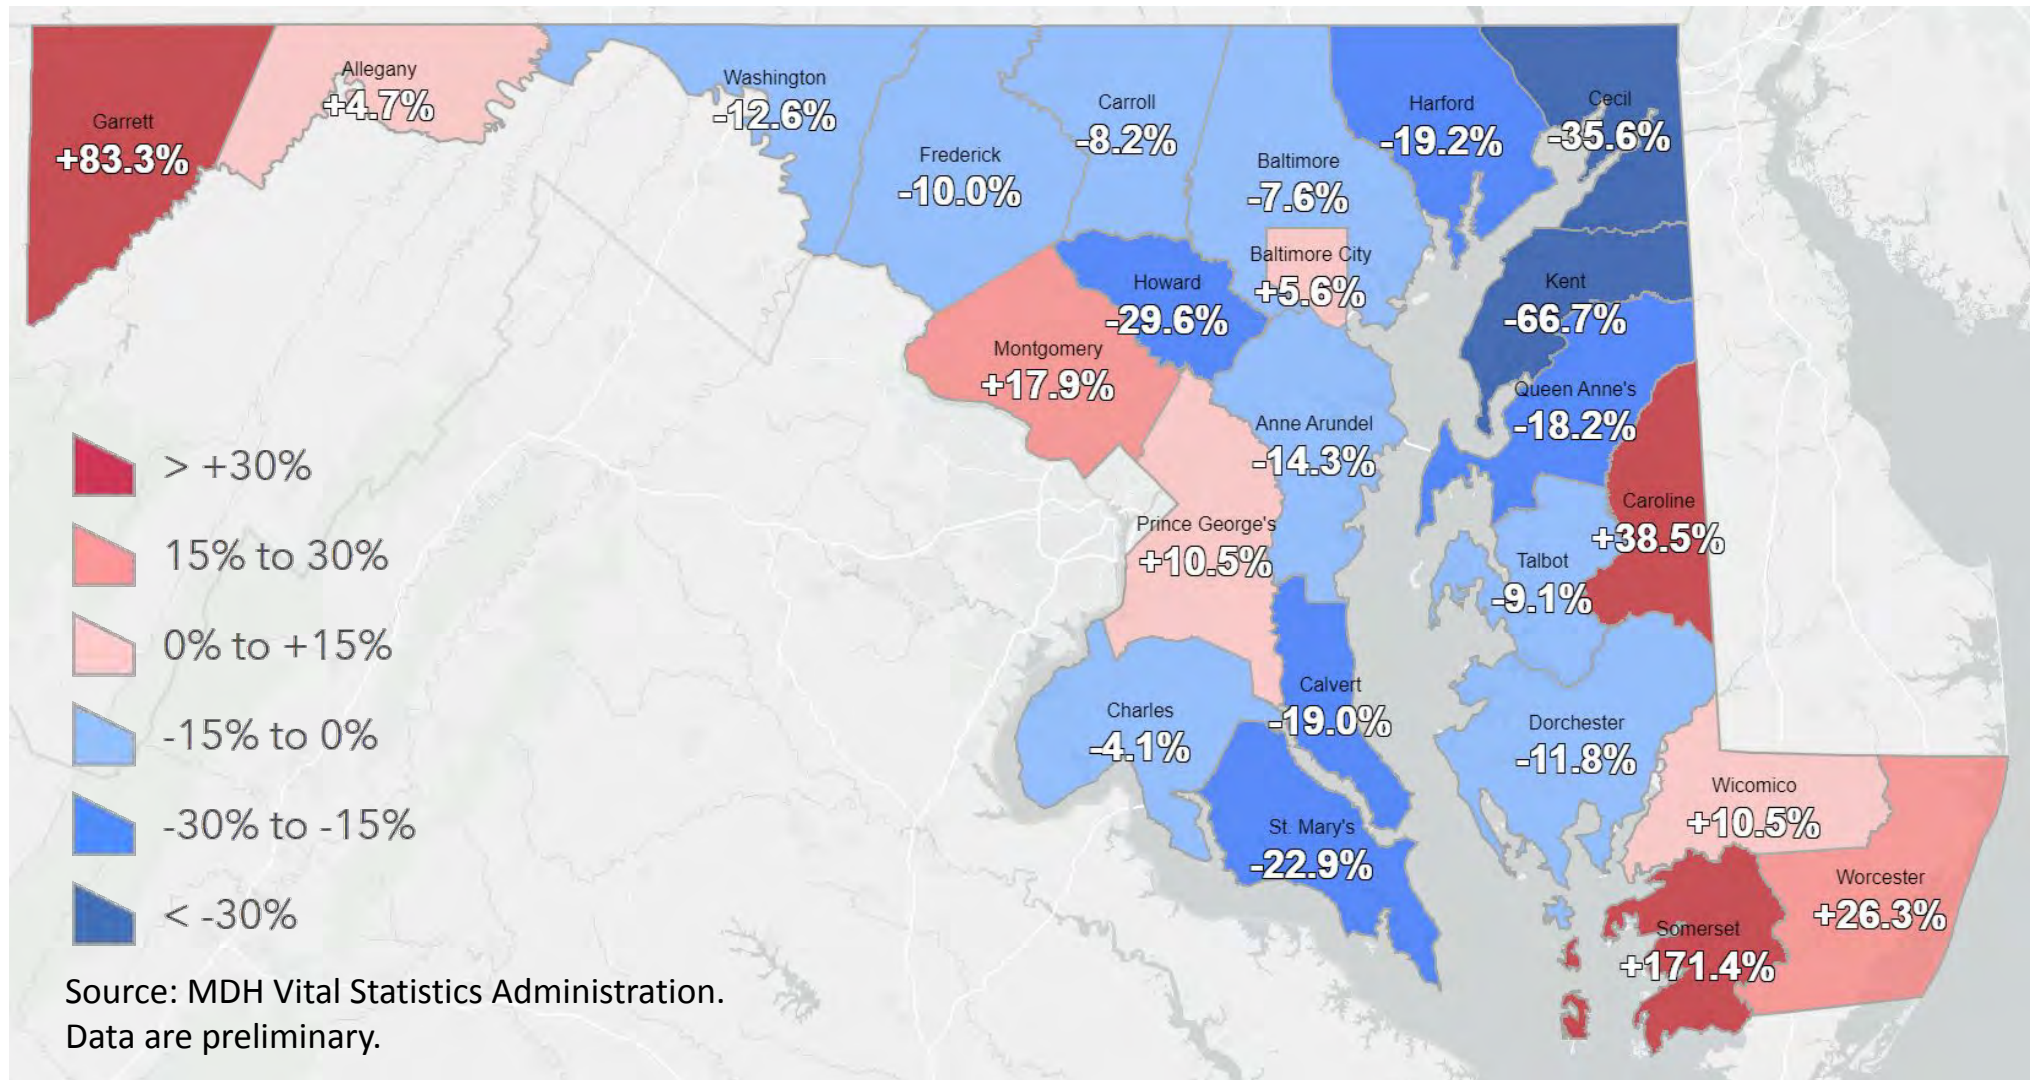 Garrett
+83.3%
Allegany
+4.7%
Washington
-12.6%
Frederick
-10.0%
Carroll
-8.2%
Baltimore
-7.6%
Baltimore City
+5.6%
Harford
-19.2%
Cecil
-35.6%
Howard
-29.6%
Kent
-66.7%
Montgomery
+17.9%
Queen Anne's
-18.2%
Anne Arundel
-14.3%
Caroline
+38.5%
Prince George's
+10.5%
Talbot
-9.1%
Calvert
-19.0%
Charles
-4.1%
Dorchester
-11.8%
Wicomico
+10.5%
St. Mary's
-22.9%
Worcester
+26.3%
Somerset
+171.4%
> +30%
15% to 30%
0% to +15%
-15% to 0%
-30% to -15%
< -30%
Source: MDH Vital Statistics Administration.
Data are preliminary.